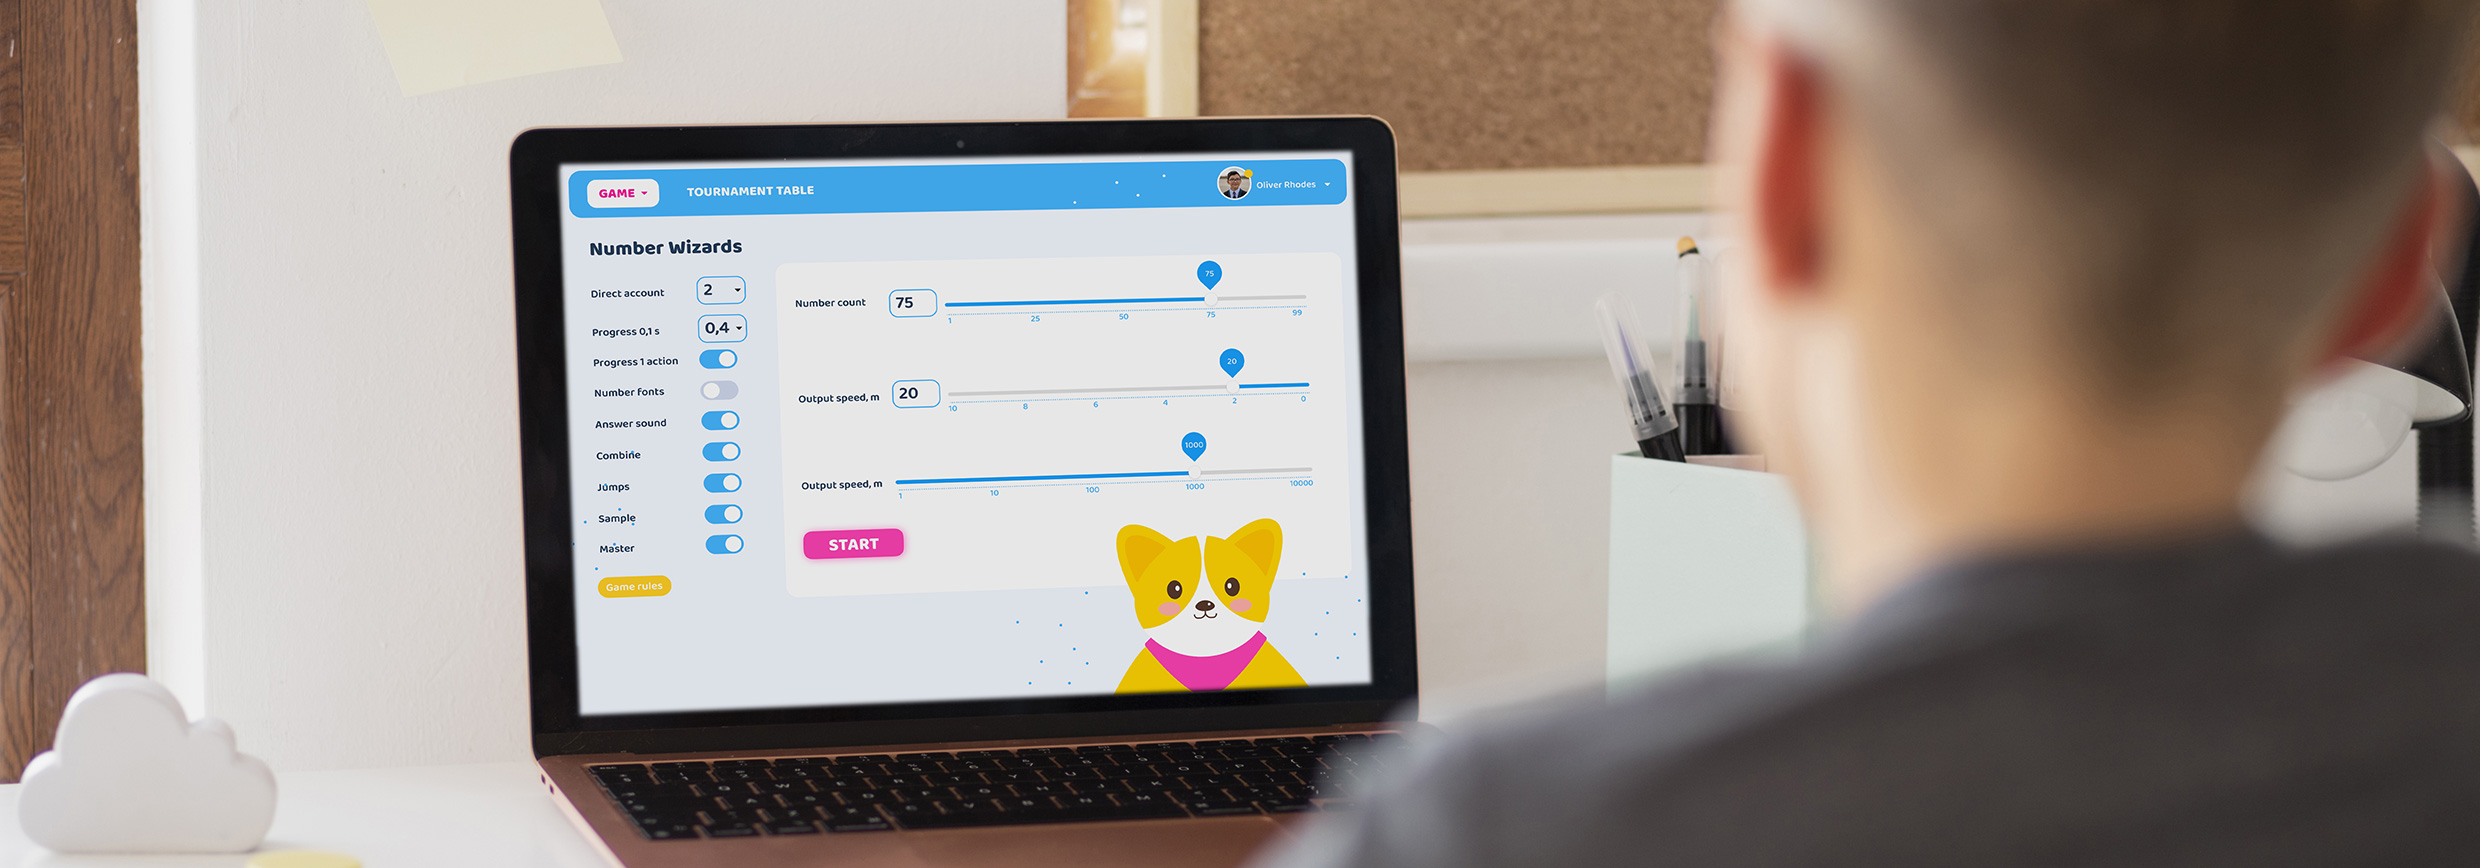 GAME
TOURNAMENT TABLE
Oliver Rhodes
Number Wizards
Direct account
2
Progress 0,1 s
0,4
Progress 1 action
Number fonts
Answer sound
Combine
Jumps
Sample
Master
Game rules
Number count
75
75
1
25
50
75
99
Output speed, m
20
20
10
8
6
4
2
0
Output speed, m
1000
1
10
100
1000
10000
START